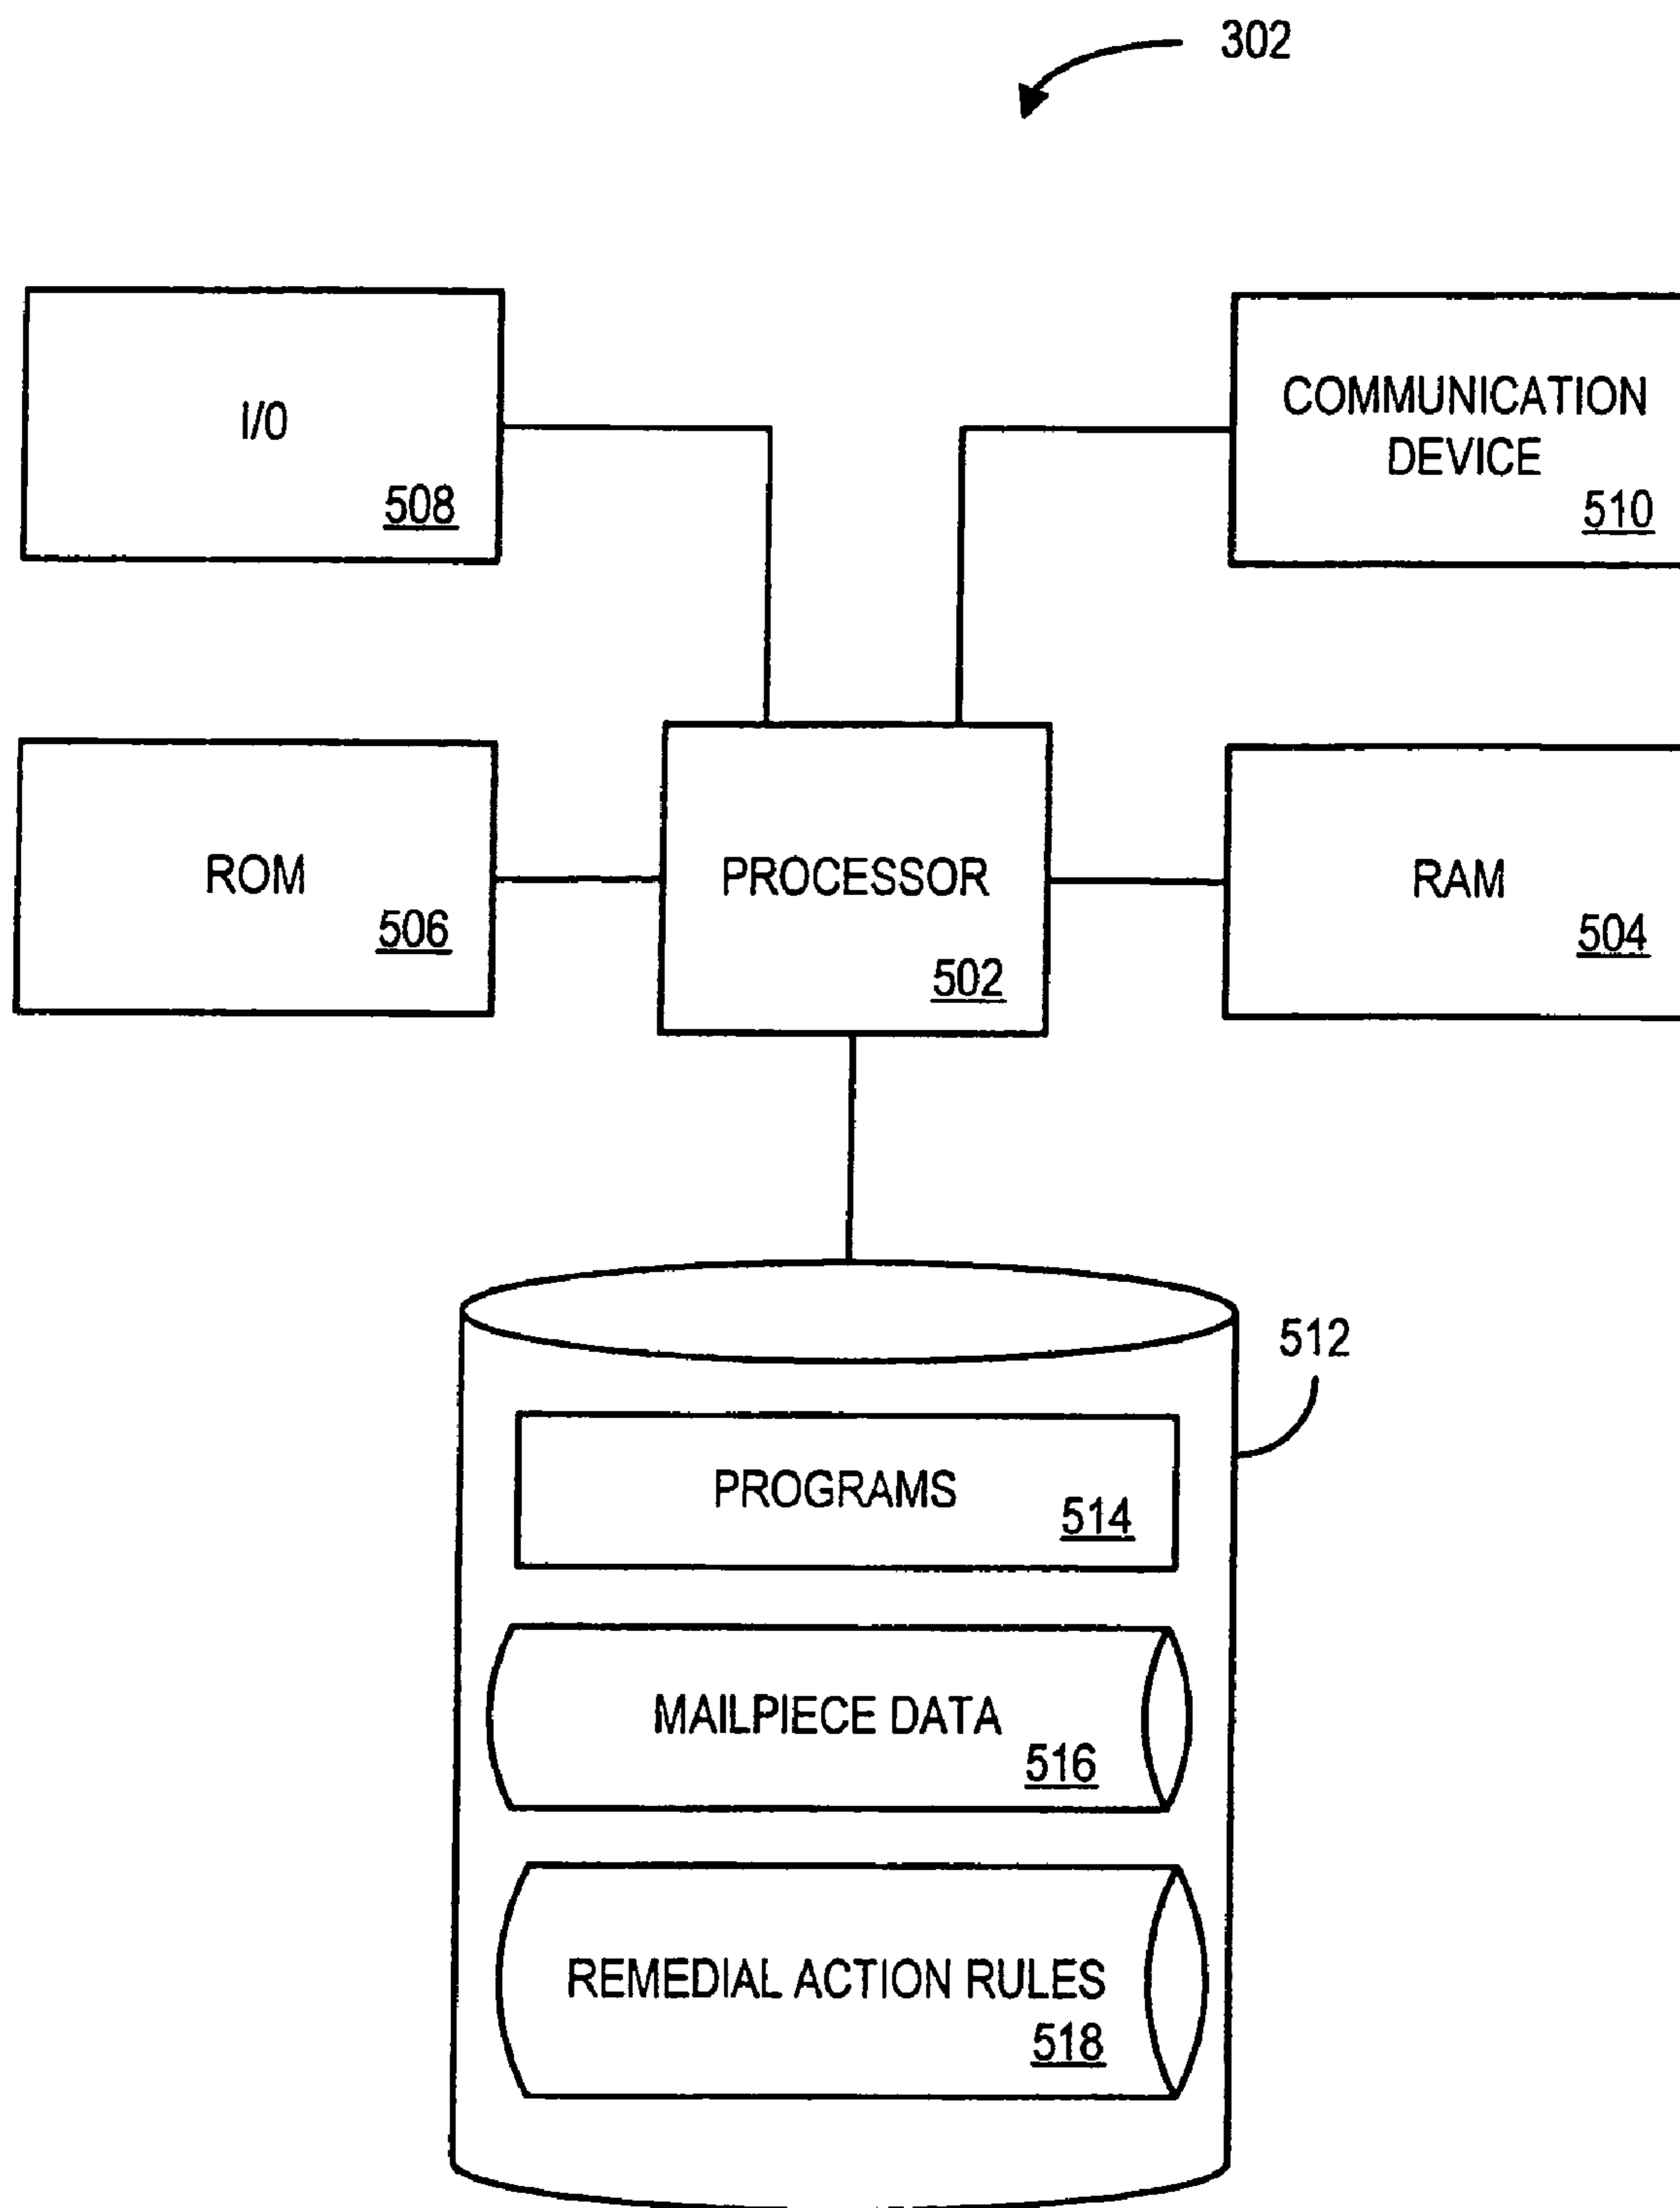 302
I/O
508
COMMUNICATION
DEVICE
510
ROM
506
PROCESSOR
502
RAM
504
512
PROGRAMS
514
MAILPIECE DATA
516
REMEDIAL ACTION RULES
518